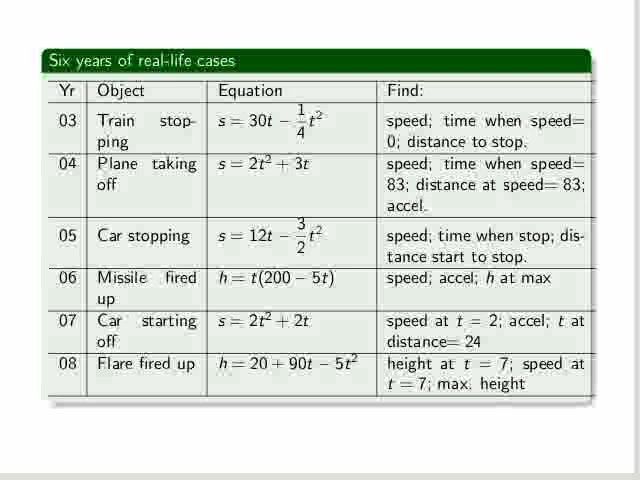 Six years of real-life cases
Yr Object Equation Find:
03 Train stop- s = 30t − 1/4 t² speed; time when speed=
ping 0; distance to stop.
04 Plane taking s = 2t² + 3t speed; time when speed=
off 83; distance at speed= 83;
accel.
05 Car stopping s = 12t − 3/2 t² speed; time when stop; dis-
tance start to stop.
06 Missile fired h = t(200 − 5t) speed; accel; h at max
up
07 Car starting s = 2t² + 2t speed at t = 2; accel; t at
off distance= 24
08 Flare fired up h = 20 + 90t − 5t² height at t = 7; speed at
t = 7; max. height